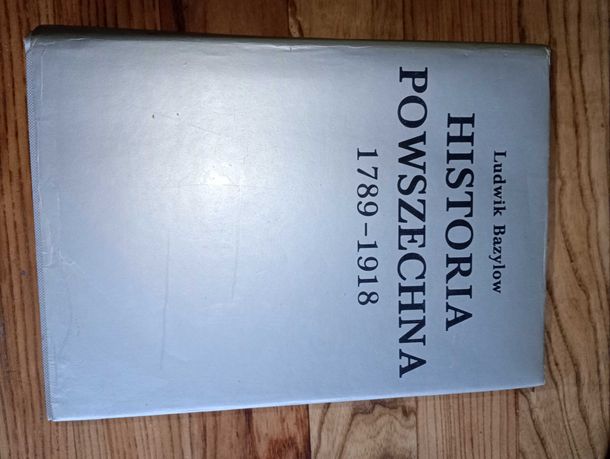 Ludwik Bazylow
HISTORIA
POWSZECHNA
1789-1918